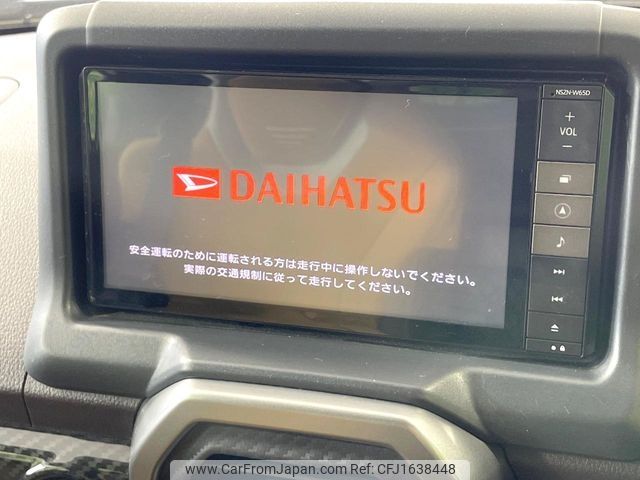 NSZN-W65D
+
VOL
−
DAIHATSU
安全運転のために運転される方は走行中に操作しないでください。
実際の交通規制に従って走行してください。
www.CarFromJapan.com Ref:No CFJ1638448